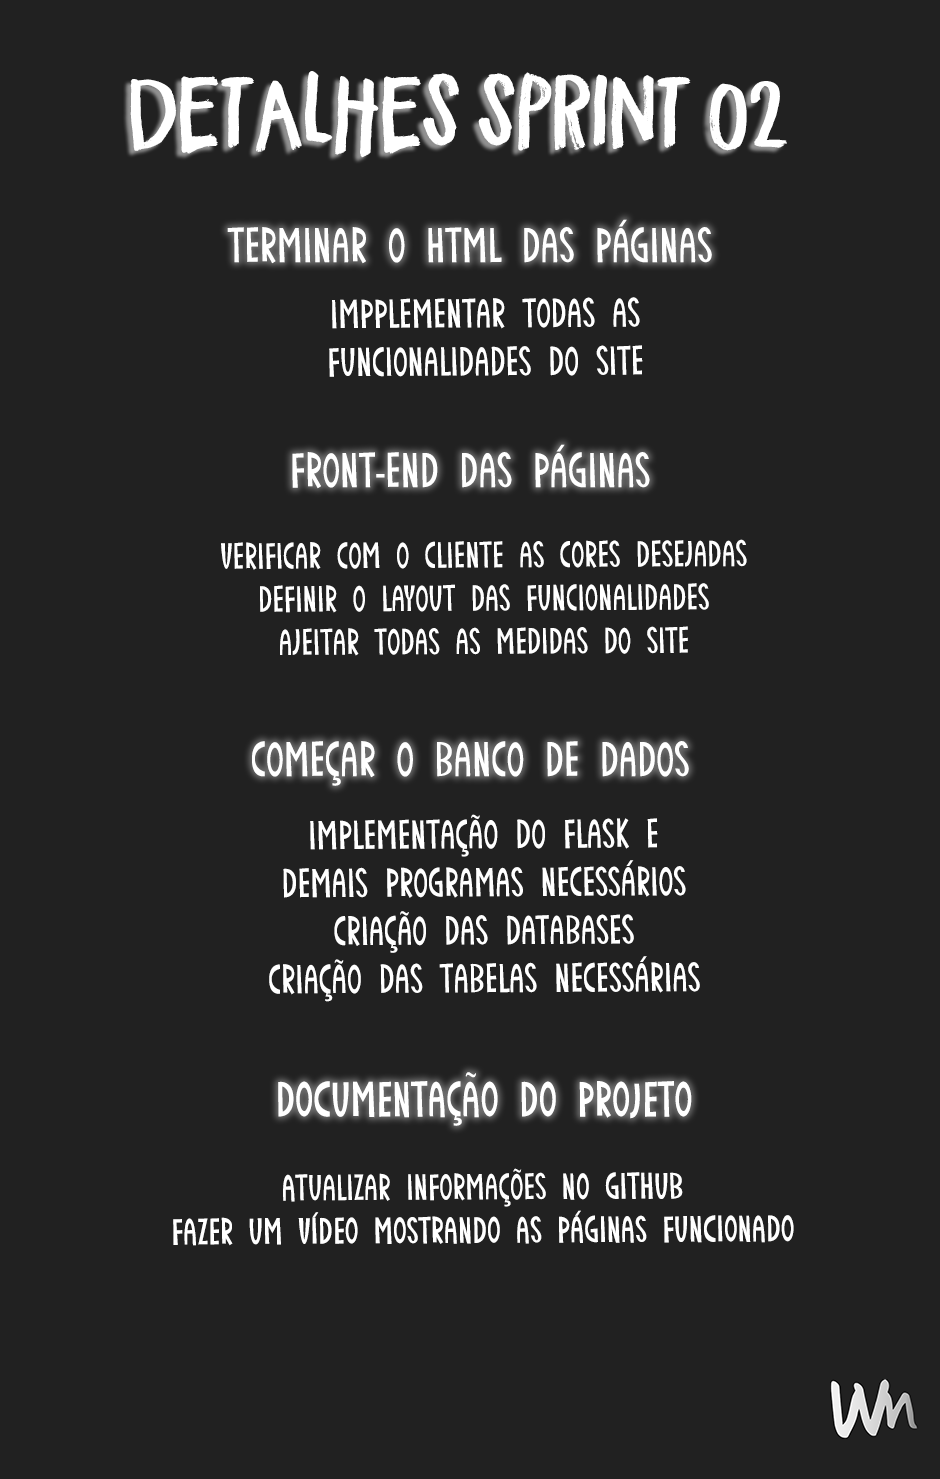 DETALHES SPRINT 02
TERMINAR O HTML DAS PÁGINAS
IMPPLEMENTAR TODAS AS
FUNCIONALIDADES DO SITE
FRONT-END DAS PÁGINAS
VERIFICAR COM O CLIENTE AS CORES DESEJADAS
DEFINIR O LAYOUT DAS FUNCIONALIDADES
AJEITAR TODAS AS MEDIDAS DO SITE
COMEÇAR O BANCO DE DADOS
IMPLEMENTAÇÃO DO FLASK E
DEMAIS PROGRAMAS NECESSÁRIOS
CRIAÇÃO DAS DATABASES
CRIAÇÃO DAS TABELAS NECESSÁRIAS
DOCUMENTAÇÃO DO PROJETO
ATUALIZAR INFORMAÇÕES NO GITHUB
FAZER UM VÍDEO MOSTRANDO AS PÁGINAS FUNCIONADO
Wm